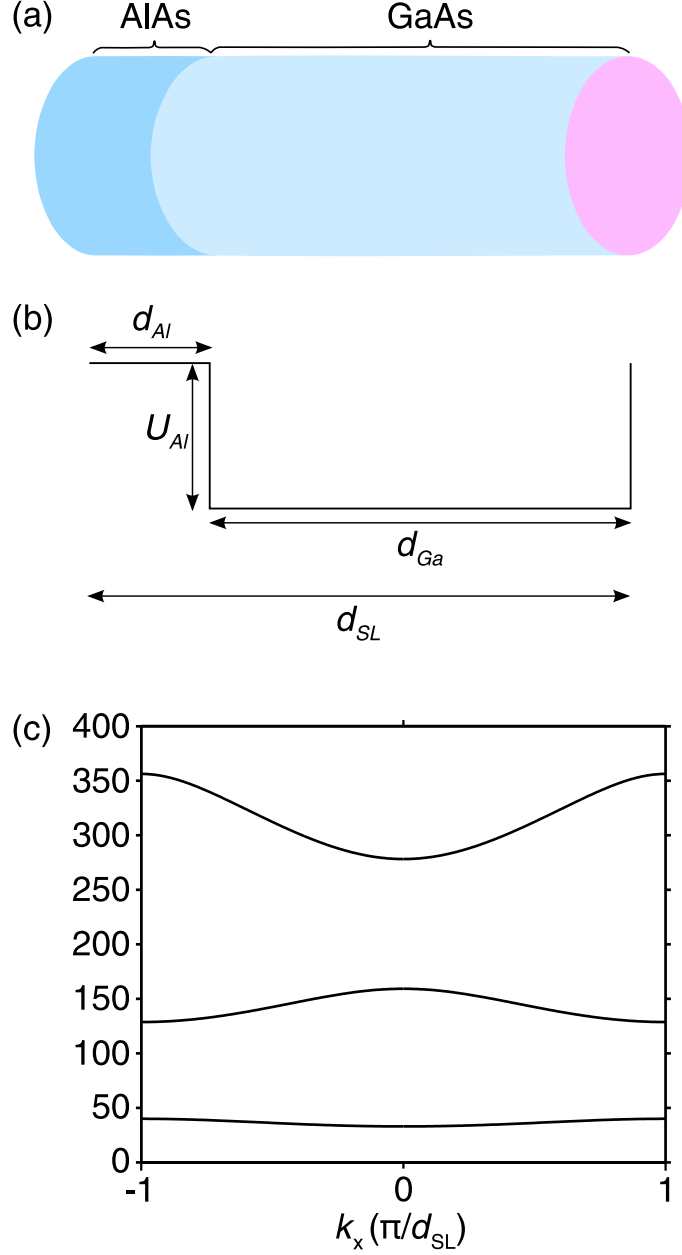 (a)
AlAs GaAs
(b)
d_Al
U_Al
d_Ga
d_SL
(c)
400
350
300
250
200
150
100
50
0
-1 0 1
k_x (π/d_SL)